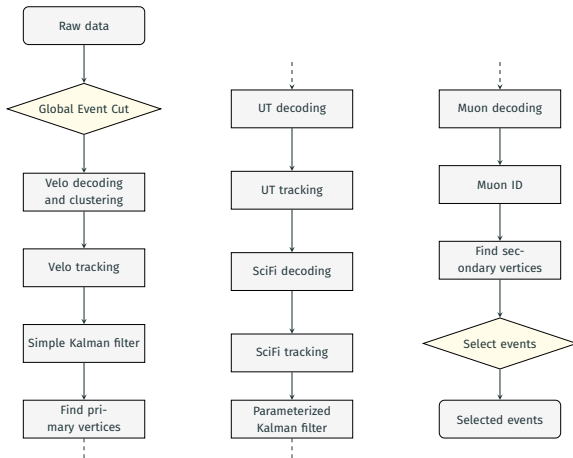 Raw data
Global Event Cut
Velo decoding
and clustering
Velo tracking
Simple Kalman filter
Find pri-
mary vertices
UT decoding
UT tracking
SciFi decoding
SciFi tracking
Parameterized
Kalman filter
Muon decoding
Muon ID
Find sec-
ondary vertices
Select events
Selected events